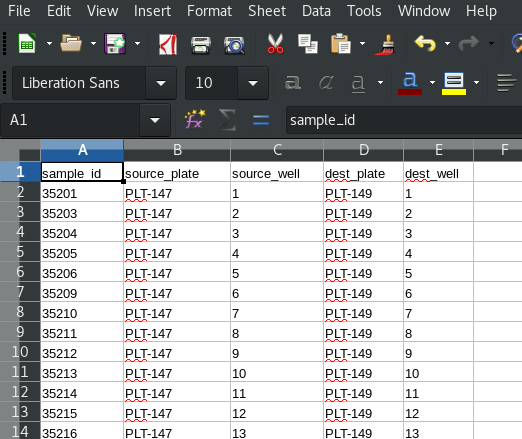 File Edit View Insert Format Sheet Data Tools Window Help
Liberation Sans 10 a a a a
A1 fx Σ = sample_id
A B C D E F
1 sample_id source_plate source_well dest_plate dest_well
2 35201 PLT-147 1 PLT-149 1
3 35203 PLT-147 2 PLT-149 2
4 35204 PLT-147 3 PLT-149 3
5 35205 PLT-147 4 PLT-149 4
6 35206 PLT-147 5 PLT-149 5
7 35209 PLT-147 6 PLT-149 6
8 35210 PLT-147 7 PLT-149 7
9 35211 PLT-147 8 PLT-149 8
10 35212 PLT-147 9 PLT-149 9
11 35213 PLT-147 10 PLT-149 10
12 35214 PLT-147 11 PLT-149 11
13 35215 PLT-147 12 PLT-149 12
14 35216 PLT-147 13 PLT-149 13